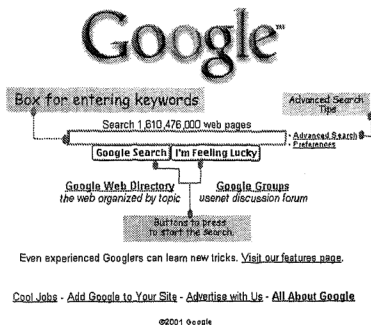 Google™
Box for entering keywords
Advanced Search
Tips
Search 1,610,476,000 web pages
· Advanced Search
· Preferences
Google Search I'm Feeling Lucky
Google Web Directory
the web organized by topic
Google Groups
usenet discussion forum
Buttons to press
to start the search.
Even experienced Googlers can learn new tricks. Visit our features page.
Cool Jobs - Add Google to Your Site - Advertise with Us - All About Google
©2001 Google